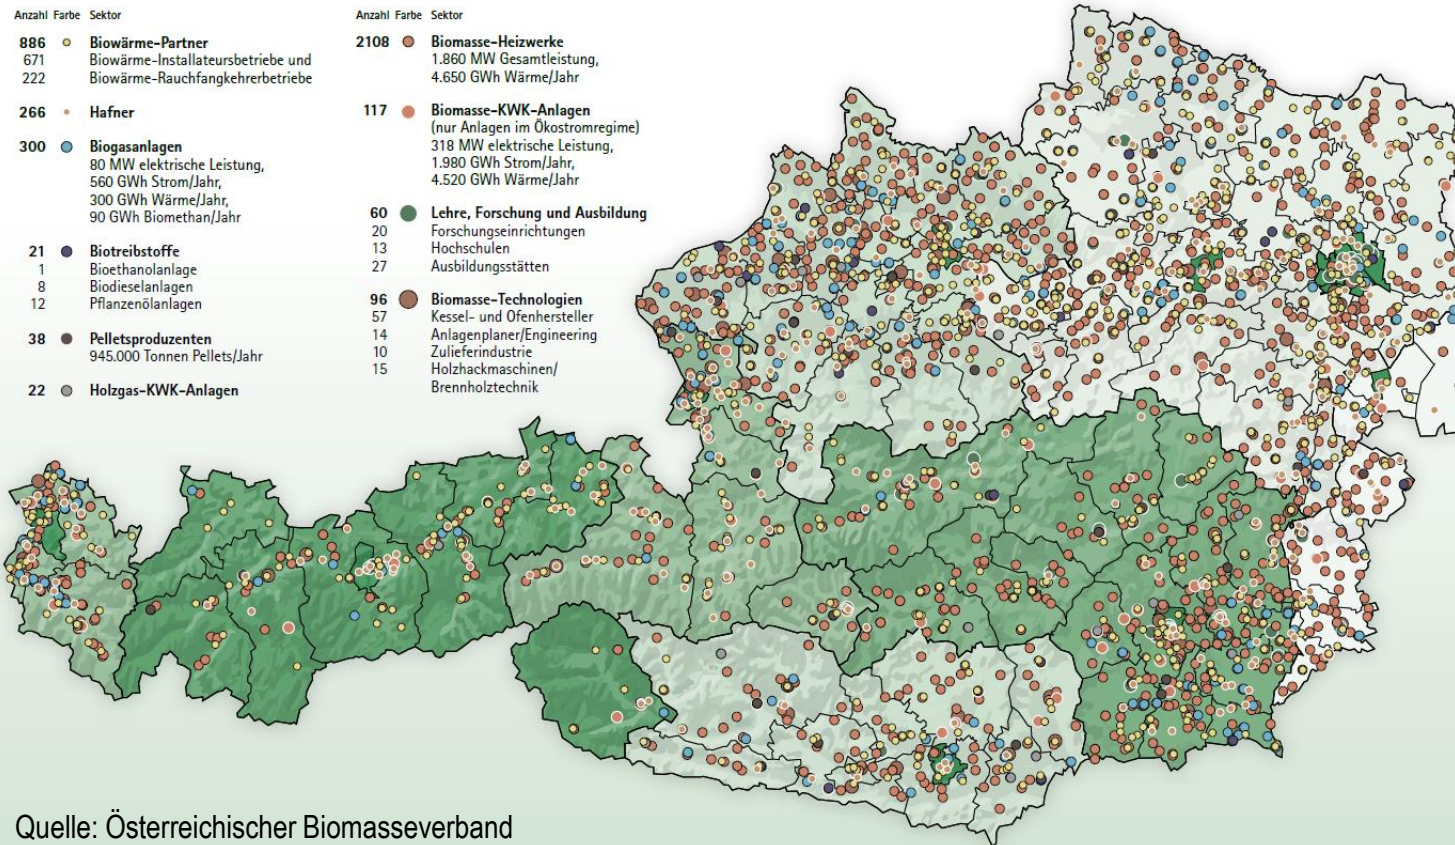 Anzahl Farbe Sektor
886 Biowärme-Partner
671 Biowärme-Installateursbetriebe und
222 Biowärme-Rauchfangkehrerbetriebe
266 Hafner
300 Biogasanlagen
80 MW elektrische Leistung,
560 GWh Strom/Jahr,
300 GWh Wärme/Jahr,
90 GWh Biomethan/Jahr
21 Biotreibstoffe
1 Bioethanolanlage
8 Biodieselanlagen
12 Pflanzenölanlagen
38 Pelletsproduzenten
945.000 Tonnen Pellets/Jahr
22 Holzgas-KWK-Anlagen
Anzahl Farbe Sektor
2108 Biomasse-Heizwerke
1.860 MW Gesamtleistung,
4.650 GWh Wärme/Jahr
117 Biomasse-KWK-Anlagen
(nur Anlagen im Ökostromregime)
318 MW elektrische Leistung,
1.980 GWh Strom/Jahr,
4.520 GWh Wärme/Jahr
60 Lehre, Forschung und Ausbildung
20 Forschungseinrichtungen
13 Hochschulen
27 Ausbildungsstätten
96 Biomasse-Technologien
57 Kessel- und Ofenhersteller
14 Anlagenplaner/Engineering
10 Zulieferindustrie
15 Holzhackmaschinen/
Brennholztechnik
Quelle: Österreichischer Biomasseverband